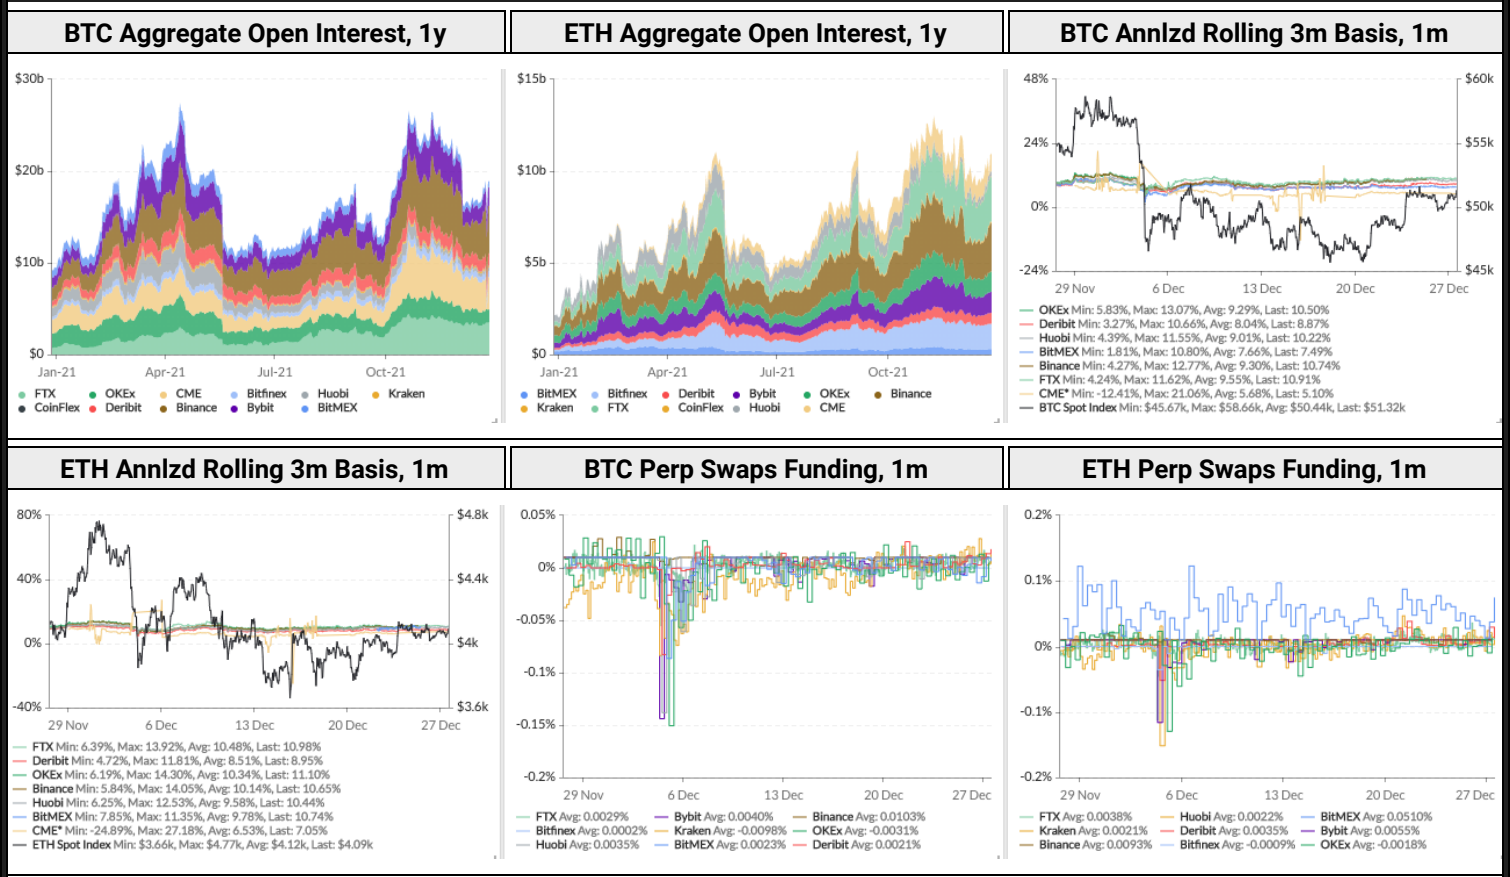 BTC Aggregate Open Interest, 1y
$30b
$20b
$10b
$0
Jan-21 Apr-21 Jul-21 Oct-21
FTX OKEx CME Bitfinex Huobi Kraken
CoinFlex Deribit Binance Bybit BitMEX
ETH Aggregate Open Interest, 1y
$15b
$10b
$5b
$0
Jan-21 Apr-21 Jul-21 Oct-21
BitMEX Bitfinex Deribit Bybit OKEx Binance
Kraken FTX CoinFlex Huobi CME
BTC Annlzd Rolling 3m Basis, 1m
48% $60k
24% $55k
0% $50k
-24% $45k
29 Nov 6 Dec 13 Dec 20 Dec 27 Dec
OKEx Min: 5.83%, Max: 13.07%, Avg: 9.29%, Last: 10.50%
Deribit Min: 3.27%, Max: 10.66%, Avg: 8.04%, Last: 8.87%
Huobi Min: 4.39%, Max: 11.55%, Avg: 9.01%, Last: 10.22%
BitMEX Min: 1.81%, Max: 10.80%, Avg: 7.66%, Last: 7.49%
Binance Min: 4.27%, Max: 12.77%, Avg: 9.30%, Last: 10.74%
FTX Min: 4.24%, Max: 11.62%, Avg: 9.55%, Last: 10.91%
CME* Min: -12.41%, Max: 21.06%, Avg: 5.68%, Last: 5.10%
BTC Spot Index Min: $45.67k, Max: $58.66k, Avg: $50.44k, Last: $51.32k
ETH Annlzd Rolling 3m Basis, 1m
80% $4.8k
40% $4.4k
0% $4k
-40% $3.6k
29 Nov 6 Dec 13 Dec 20 Dec 27 Dec
FTX Min: 6.39%, Max: 13.92%, Avg: 10.48%, Last: 10.98%
Deribit Min: 4.72%, Max: 11.81%, Avg: 8.51%, Last: 8.95%
OKEx Min: 6.19%, Max: 14.30%, Avg: 10.34%, Last: 11.10%
Binance Min: 5.84%, Max: 14.05%, Avg: 10.14%, Last: 10.65%
Huobi Min: 6.25%, Max: 12.53%, Avg: 9.58%, Last: 10.44%
BitMEX Min: 7.85%, Max: 11.35%, Avg: 9.78%, Last: 10.74%
CME* Min: -24.89%, Max: 27.18%, Avg: 6.53%, Last: 7.05%
ETH Spot Index Min: $3.66k, Max: $4.77k, Avg: $4.12k, Last: $4.09k
BTC Perp Swaps Funding, 1m
0.05%
0%
-0.05%
-0.1%
-0.15%
-0.2%
29 Nov 6 Dec 13 Dec 20 Dec 27 Dec
FTX Avg: 0.0029% Bybit Avg: 0.0040% Binance Avg: 0.0103%
Bitfinex Avg: 0.0002% Kraken Avg: -0.0098% OKEx Avg: -0.0031%
Huobi Avg: 0.0035% BitMEX Avg: 0.0023% Deribit Avg: 0.0021%
ETH Perp Swaps Funding, 1m
0.2%
0.1%
0%
-0.1%
-0.2%
29 Nov 6 Dec 13 Dec 20 Dec 27 Dec
FTX Avg: 0.0038% Huobi Avg: 0.0022% BitMEX Avg: 0.0510%
Kraken Avg: 0.0021% Deribit Avg: 0.0035% Bybit Avg: 0.0055%
Binance Avg: 0.0093% Bitfinex Avg: -0.0009% OKEx Avg: -0.0018%